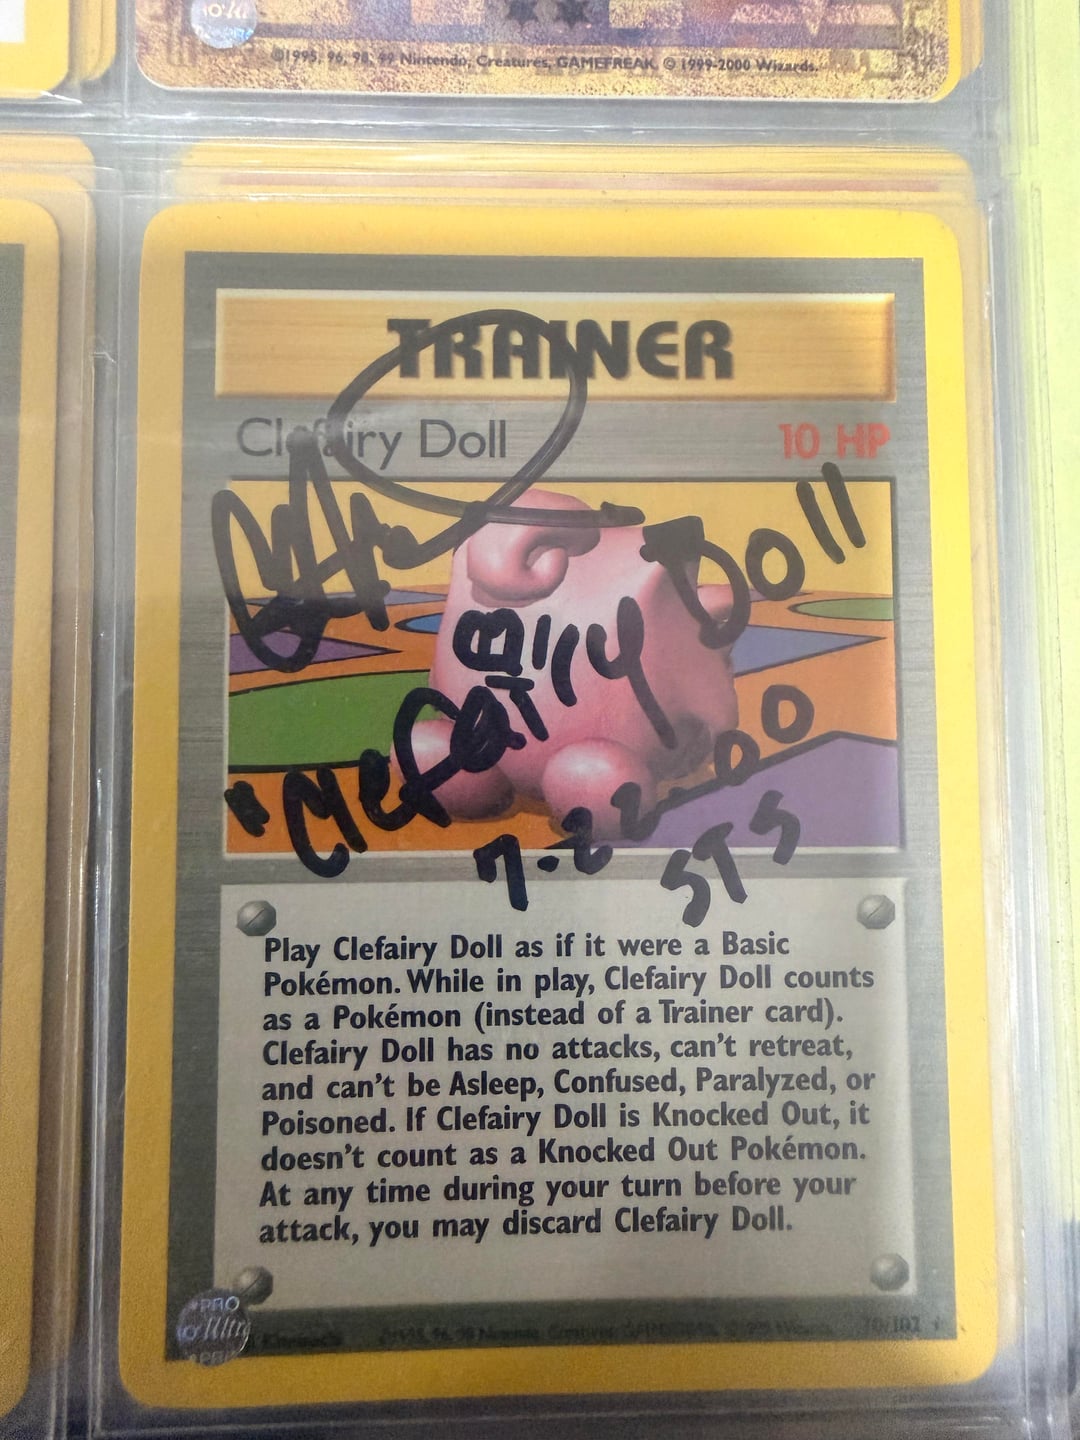 ©1995, 96, 98, 99 Nintendo, Creatures, GAMEFREAK. © 1999-2000 Wizards.
TRAINER
Clefairy Doll
10 HP
Doll
Billy
"Clefairy
7-22-00
STS
Play Clefairy Doll as if it were a Basic
Pokémon. While in play, Clefairy Doll counts
as a Pokémon (instead of a Trainer card).
Clefairy Doll has no attacks, can't retreat,
and can't be Asleep, Confused, Paralyzed, or
Poisoned. If Clefairy Doll is Knocked Out, it
doesn't count as a Knocked Out Pokémon.
At any time during your turn before your
attack, you may discard Clefairy Doll.
PRO
Ultra
70/102